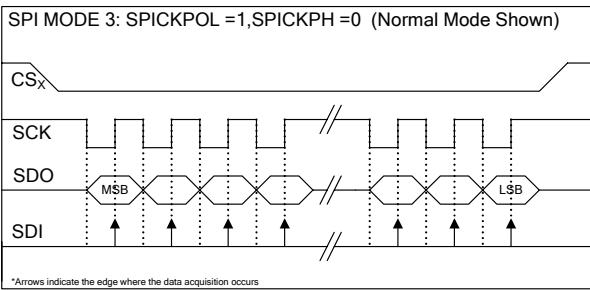 SPI MODE 3: SPICKPOL =1,SPICKPH =0 (Normal Mode Shown)
CSX
SCK
SDO
MSB
LSB
SDI
*Arrows indicate the edge where the data acquisition occurs